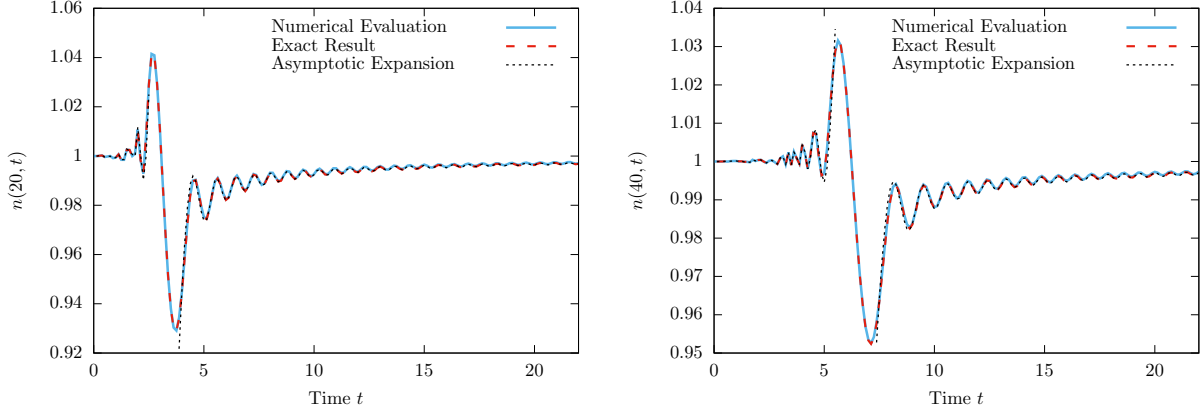 1.06
1.04
1.02
1
0.98
0.96
0.94
0.92
n(20, t)
0 5 10 15 20
Time t
Numerical Evaluation
Exact Result
Asymptotic Expansion
1.04
1.03
1.02
1.01
1
0.99
0.98
0.97
0.96
0.95
n(40, t)
0 5 10 15 20
Time t
Numerical Evaluation
Exact Result
Asymptotic Expansion